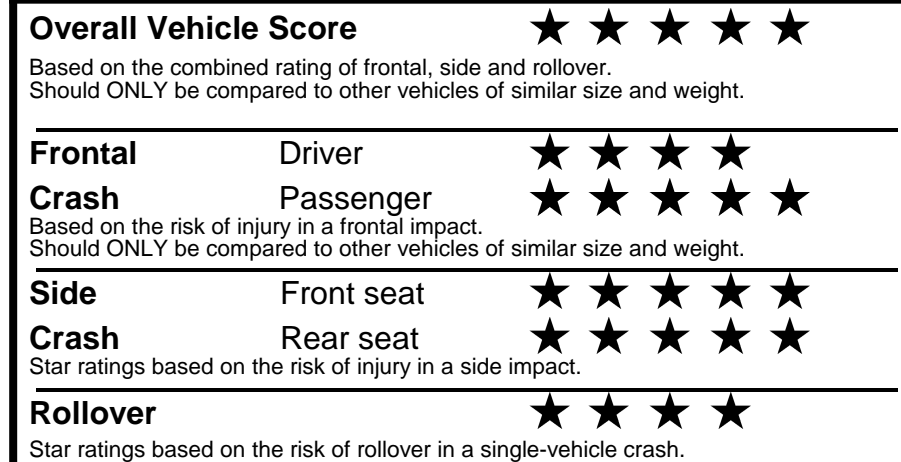 Overall Vehicle Score ★ ★ ★ ★ ★
Based on the combined rating of frontal, side and rollover.
Should ONLY be compared to other vehicles of similar size and weight.
Frontal Driver ★ ★ ★ ★
Crash Passenger ★ ★ ★ ★ ★
Based on the risk of injury in a frontal impact.
Should ONLY be compared to other vehicles of similar size and weight.
Side Front seat ★ ★ ★ ★ ★
Crash Rear seat ★ ★ ★ ★ ★
Star ratings based on the risk of injury in a side impact.
Rollover ★ ★ ★ ★
Star ratings based on the risk of rollover in a single-vehicle crash.